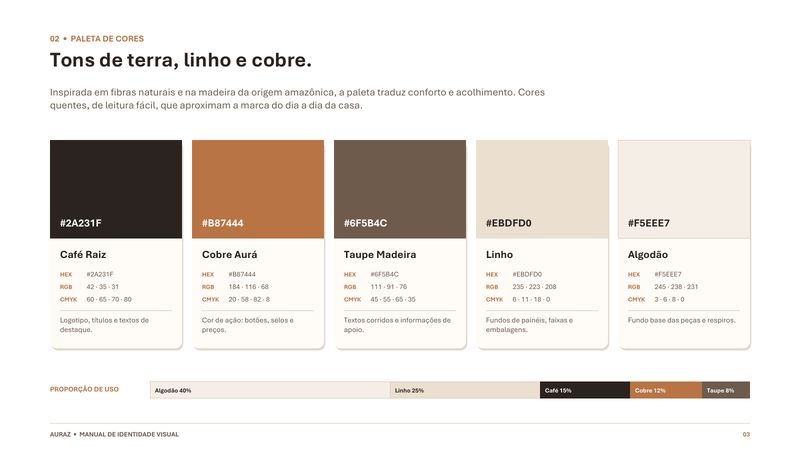 02 • PALETA DE CORES
Tons de terra, linho e cobre.
Inspirada em fibras naturais e na madeira da origem amazônica, a paleta traduz conforto e acolhimento. Cores
quentes, de leitura fácil, que aproximam a marca do dia a dia da casa.
#2A231F
Café Raiz
HEX #2A231F
RGB 42 · 35 · 31
CMYK 60 · 65 · 70 · 80
Logotipo, títulos e textos de
destaque.
#B87444
Cobre Aurá
HEX #B87444
RGB 184 · 116 · 68
CMYK 20 · 58 · 82 · 8
Cor de ação: botões, selos e
preços.
#6F5B4C
Taupe Madeira
HEX #6F5B4C
RGB 111 · 91 · 76
CMYK 45 · 55 · 65 · 35
Textos corridos e informações de
apoio.
#EBDFD0
Linho
HEX #EBDFD0
RGB 235 · 223 · 208
CMYK 6 · 11 · 18 · 0
Fundos de painéis, faixas e
embalagens.
#F5EEE7
Algodão
HEX #F5EEE7
RGB 245 · 238 · 231
CMYK 3 · 6 · 8 · 0
Fundo base das peças e respiros.
PROPORÇÃO DE USO
Algodão 40%
Linho 25%
Café 15%
Cobre 12%
Taupe 8%
AURAZ • MANUAL DE IDENTIDADE VISUAL
03